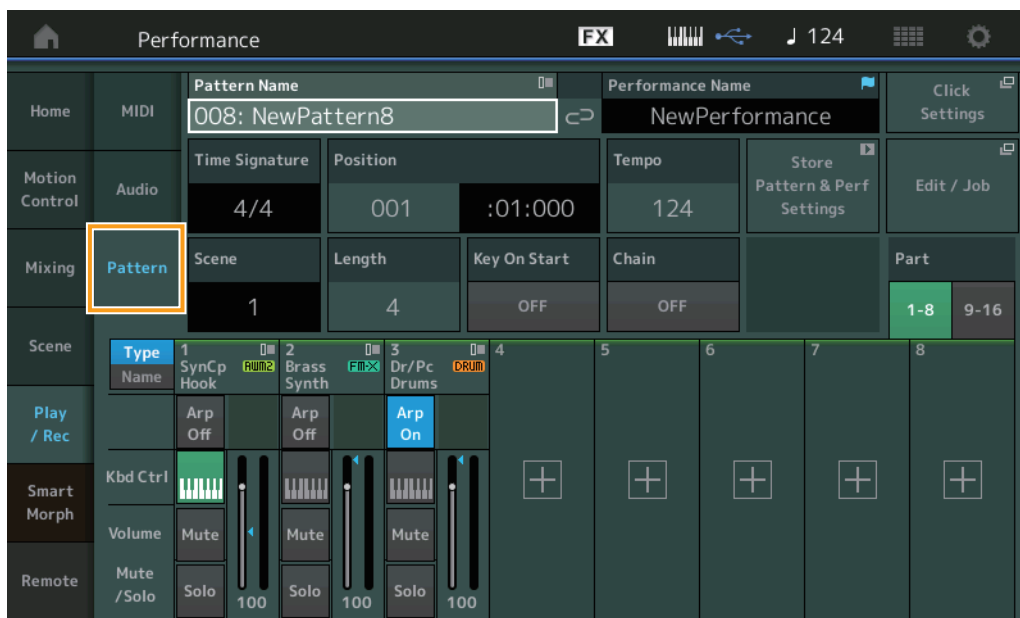 Performance
FX
124
Home
Motion
Control
Mixing
Scene
Play
/ Rec
Smart
Morph
Remote
MIDI
Audio
Pattern
Pattern Name
008: NewPattern8
Performance Name
NewPerformance
Click
Settings
Time Signature
4/4
Position
001
:01:000
Tempo
124
Store
Pattern & Perf
Settings
Edit / Job
Scene
1
Length
4
Key On Start
OFF
Chain
OFF
Part
1-8
9-16
Type
Name
1
SynCp
Hook
AWM2
2
Brass
Synth
FM-X
3
Dr/Pc
Drums
DRUM
4
5
6
7
8
Arp
Off
Arp
Off
Arp
On
Kbd Ctrl
Volume
Mute
Mute
Mute
Mute
/Solo
Solo
100
Solo
100
Solo
100